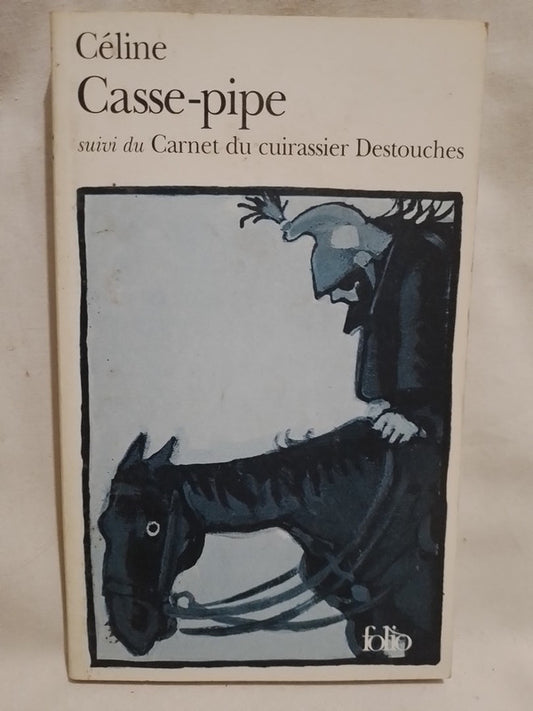 Céline
Casse-pipe
suivi du Carnet du cuirassier Destouches
folio